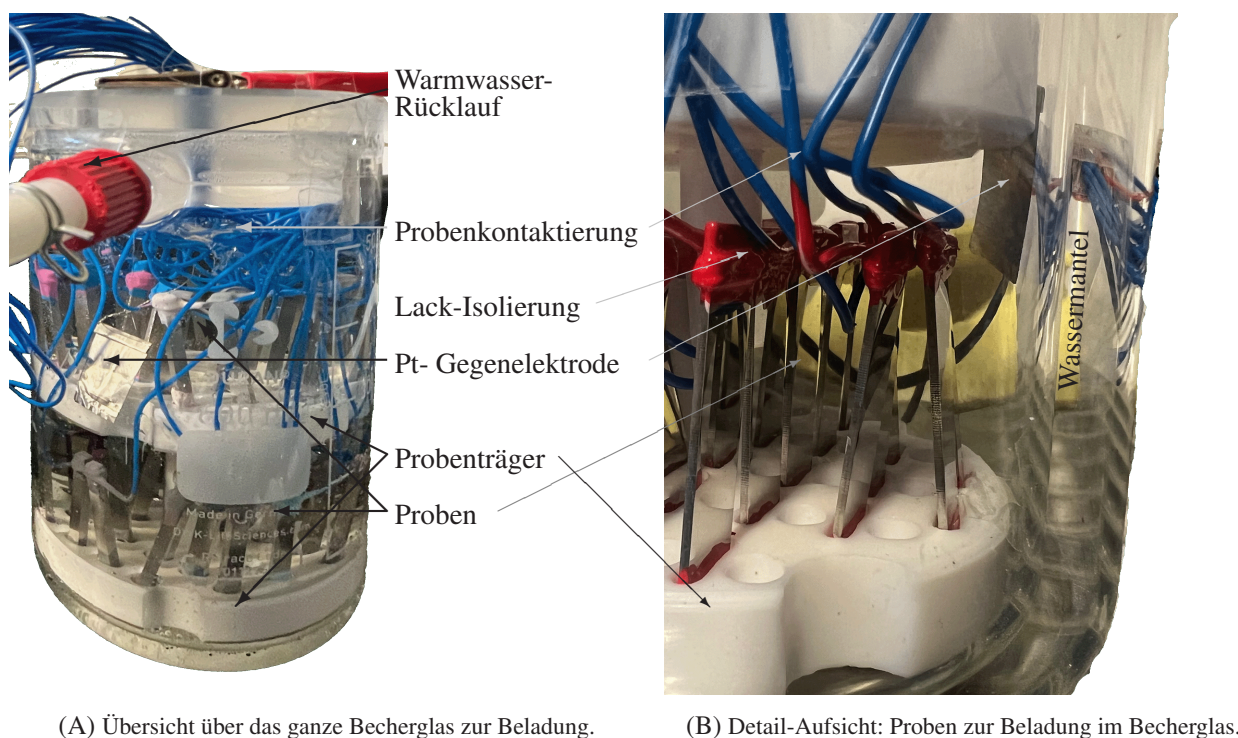 Warmwasser-
Rücklauf
Probenkontaktierung
Lack-Isolierung
Pt- Gegenelektrode
Probenträger
Proben
Made in Ger
Wassermantel
(A) Übersicht über das ganze Becherglas zur Beladung.
(B) Detail-Aufsicht: Proben zur Beladung im Becherglas.